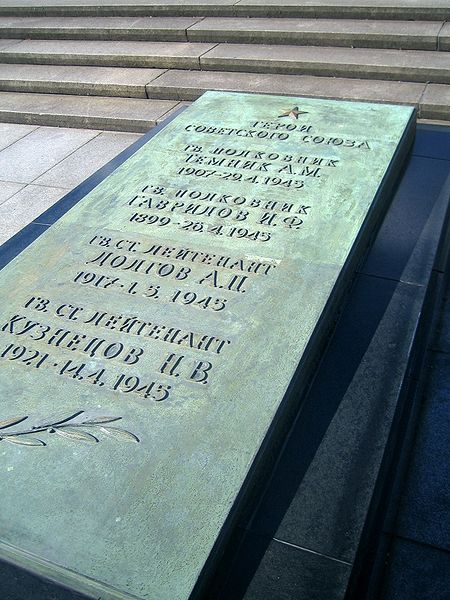 ГЕРОИ
СОВЕТСКОГО СОЮЗА
ГВ. ПОЛКОВНИК
ТЕМНИК А.М.
1907-29.4.1945
ГВ. ПОЛКОВНИК
ГАВРИЛОВ И.Ф.
1899-26.4.1945
ГВ. СТ. ЛЕЙТЕНАНТ
ДОЛГОВ А.П.
1917-1.5.1945
ГВ. СТ. ЛЕЙТЕНАНТ
КУЗНЕЦОВ Н.В.
1921-14.4.1945